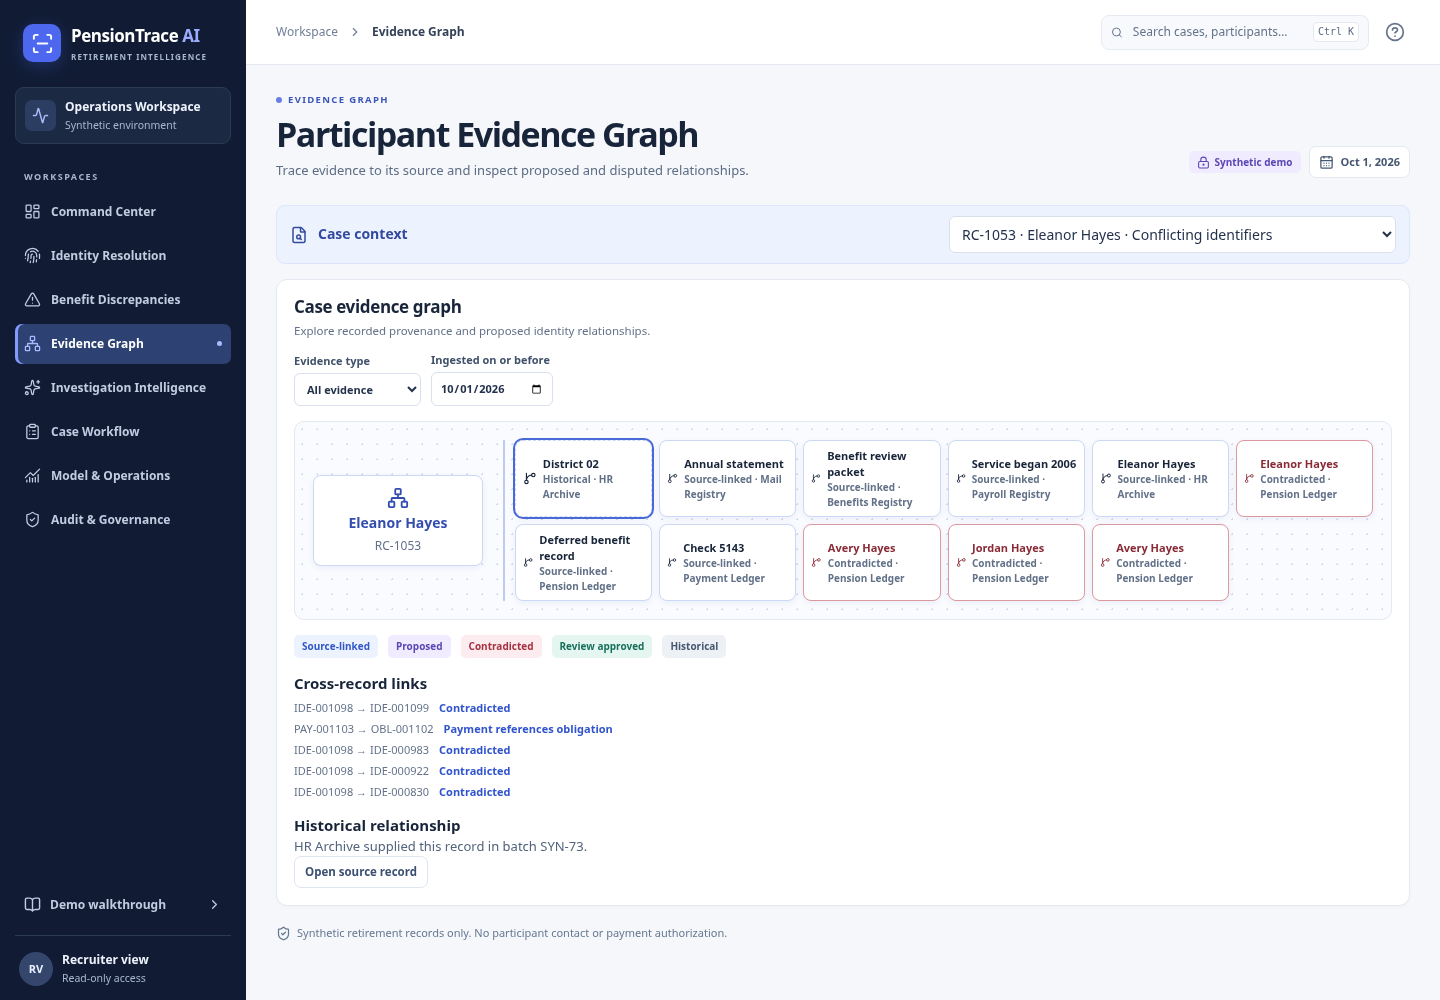 PensionTrace AI
RETIREMENT INTELLIGENCE
Operations Workspace
Synthetic environment
WORKSPACES
Command Center
Identity Resolution
Benefit Discrepancies
Evidence Graph
Investigation Intelligence
Case Workflow
Model & Operations
Audit & Governance
Demo walkthrough
RV
Recruiter view
Read-only access
Workspace
Evidence Graph
Search cases, participants...
Ctrl K
EVIDENCE GRAPH
Participant Evidence Graph
Trace evidence to its source and inspect proposed and disputed relationships.
Synthetic demo
Oct 1, 2026
Case context
RC-1053 · Eleanor Hayes · Conflicting identifiers
Case evidence graph
Explore recorded provenance and proposed identity relationships.
Evidence type
Ingested on or before
All evidence
10/01/2026
Eleanor Hayes
RC-1053
District 02
Historical · HR
Archive
Annual statement
Source-linked · Mail
Registry
Benefit review
packet
Source-linked ·
Benefits Registry
Service began 2006
Source-linked ·
Payroll Registry
Eleanor Hayes
Source-linked · HR
Archive
Eleanor Hayes
Contradicted ·
Pension Ledger
Deferred benefit
record
Source-linked ·
Pension Ledger
Check 5143
Source-linked ·
Payment Ledger
Avery Hayes
Contradicted ·
Pension Ledger
Jordan Hayes
Contradicted ·
Pension Ledger
Avery Hayes
Contradicted ·
Pension Ledger
Source-linked
Proposed
Contradicted
Review approved
Historical
Cross-record links
IDE-001098 → IDE-001099 Contradicted
PAY-001103 → OBL-001102 Payment references obligation
IDE-001098 → IDE-000983 Contradicted
IDE-001098 → IDE-000922 Contradicted
IDE-001098 → IDE-000830 Contradicted
Historical relationship
HR Archive supplied this record in batch SYN-73.
Open source record
Synthetic retirement records only. No participant contact or payment authorization.